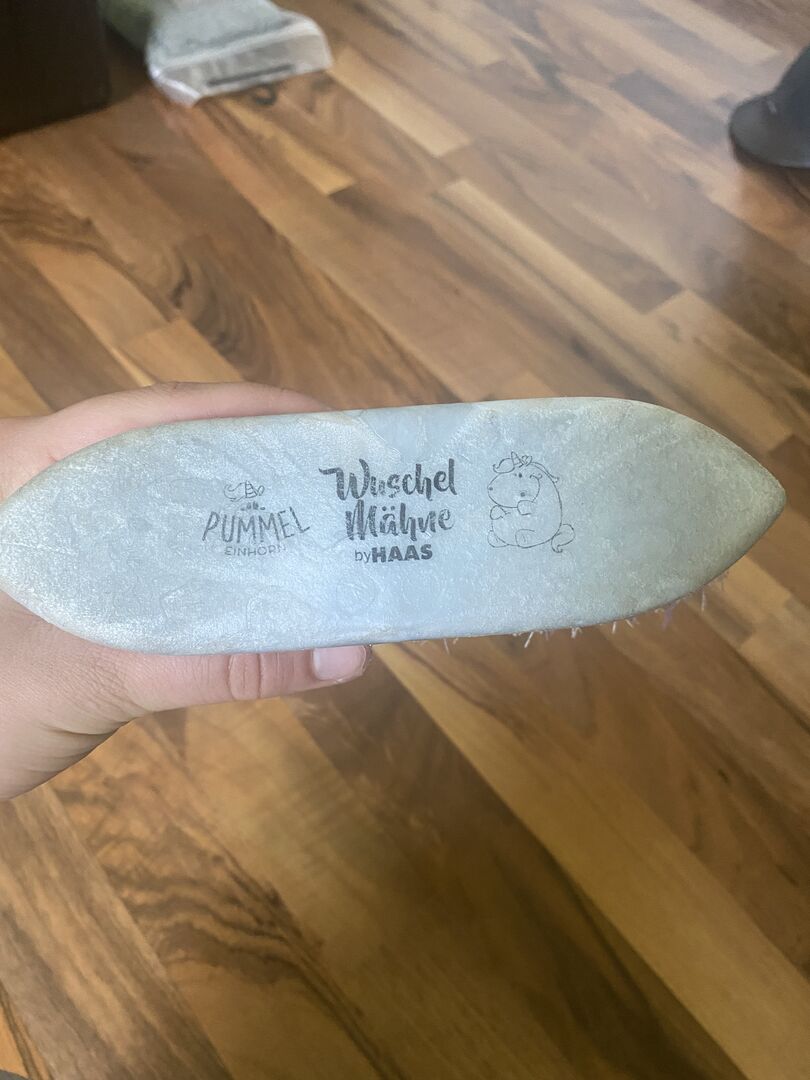 PUMMEL
EINHORN
Wuschel
Mähne
byHAAS